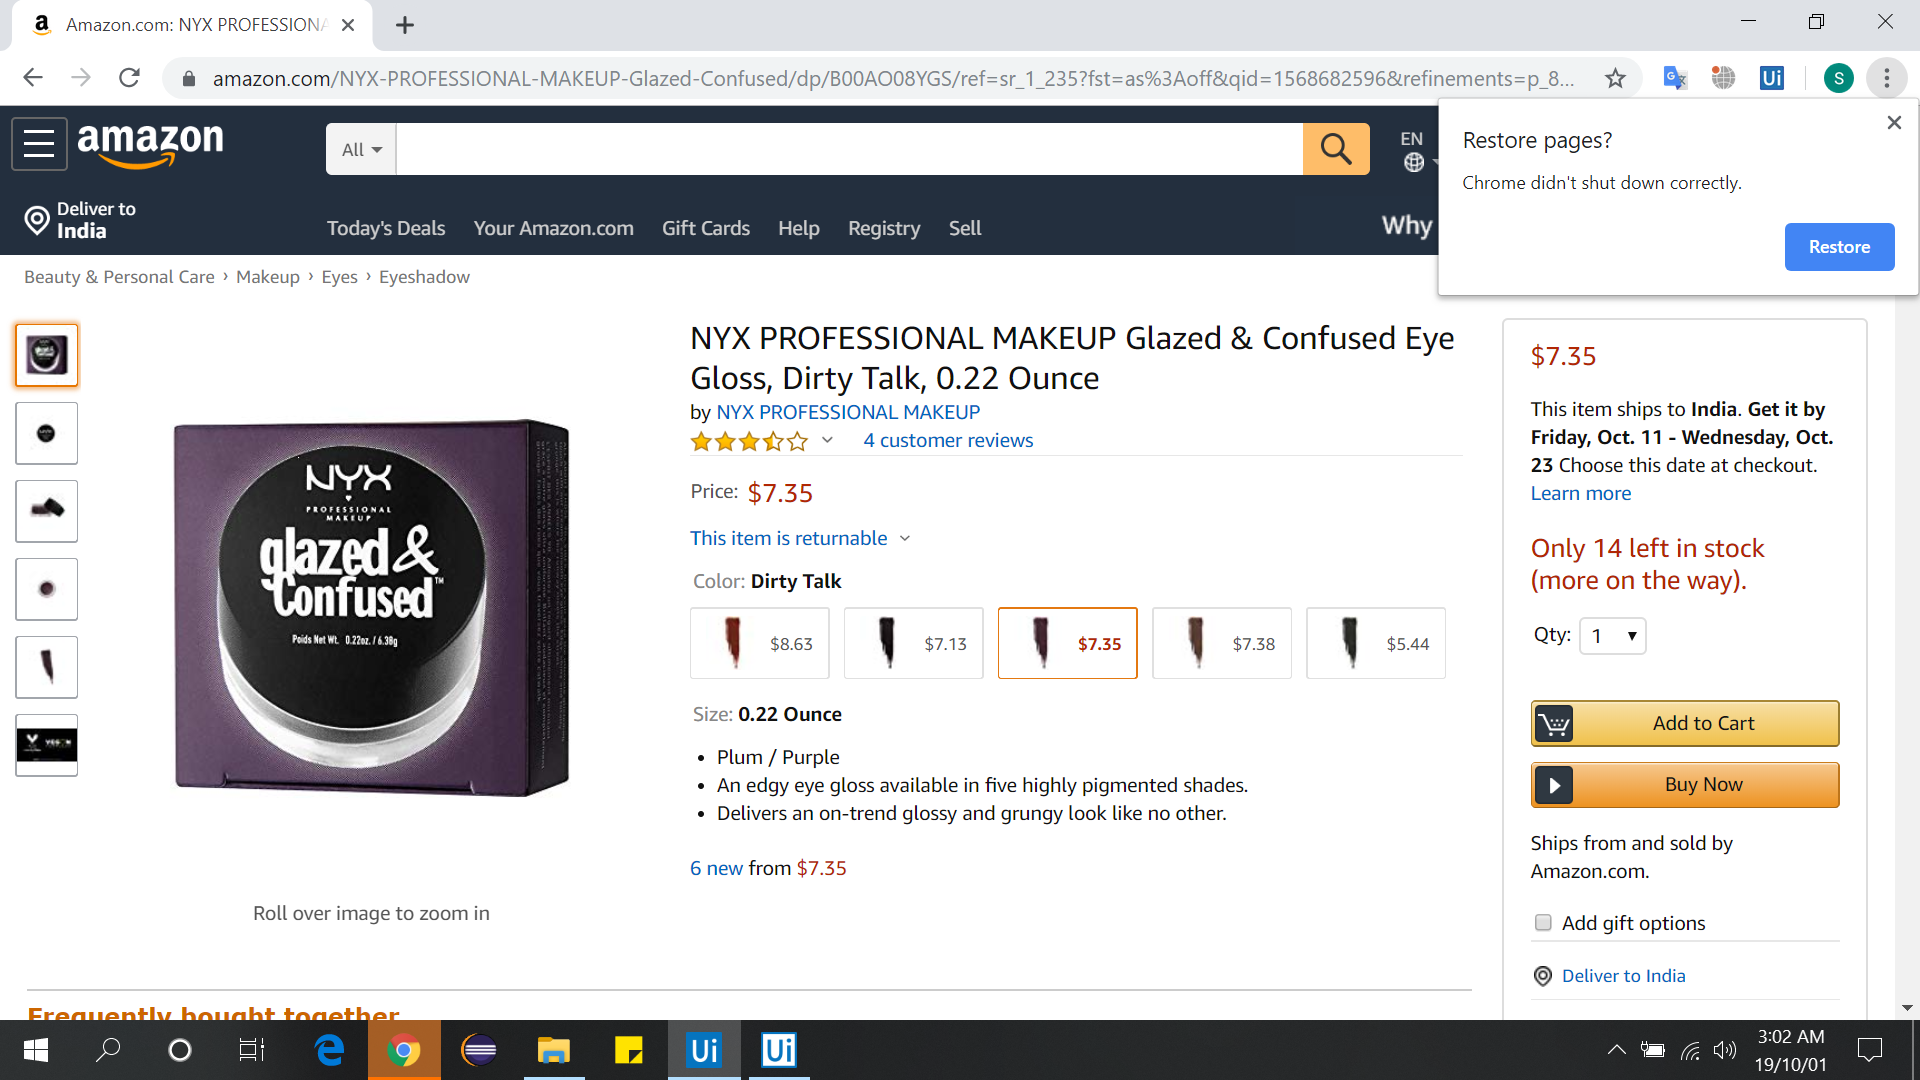 Amazon.com: NYX PROFESSIONA
amazon.com/NYX-PROFESSIONAL-MAKEUP-Glazed-Confused/dp/B00AO08YGS/ref=sr_1_235?fst=as%3Aoff&qid=1568682596&refinements=p_8...
Ui
S
Restore pages?
Chrome didn't shut down correctly.
Restore
amazon
All
EN
Deliver to
India
Today's Deals
Your Amazon.com
Gift Cards
Help
Registry
Sell
Why
Beauty & Personal Care › Makeup › Eyes › Eyeshadow
NYX
PROFESSIONAL
MAKEUP
glazed &
Confused™
Poids Net Wt. 0.22oz. / 6.38g
Roll over image to zoom in
NYX PROFESSIONAL MAKEUP Glazed & Confused Eye
Gloss, Dirty Talk, 0.22 Ounce
by NYX PROFESSIONAL MAKEUP
4 customer reviews
Price: $7.35
This item is returnable
Color: Dirty Talk
$8.63
$7.13
$7.35
$7.38
$5.44
Size: 0.22 Ounce
• Plum / Purple
• An edgy eye gloss available in five highly pigmented shades.
• Delivers an on-trend glossy and grungy look like no other.
6 new from $7.35
$7.35
This item ships to India. Get it by
Friday, Oct. 11 - Wednesday, Oct.
23 Choose this date at checkout.
Learn more
Only 14 left in stock
(more on the way).
Qty: 1
Add to Cart
Buy Now
Ships from and sold by
Amazon.com.
Add gift options
Deliver to India
Frequently bought together
Ui
Ui
3:02 AM
19/10/01